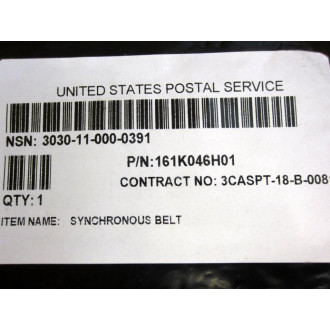 UNITED STATES POSTAL SERVICE
NSN: 3030-11-000-0391
P/N:161K046H01
CONTRACT NO: 3CASPT-18-B-008
QTY: 1
ITEM NAME: SYNCHRONOUS BELT